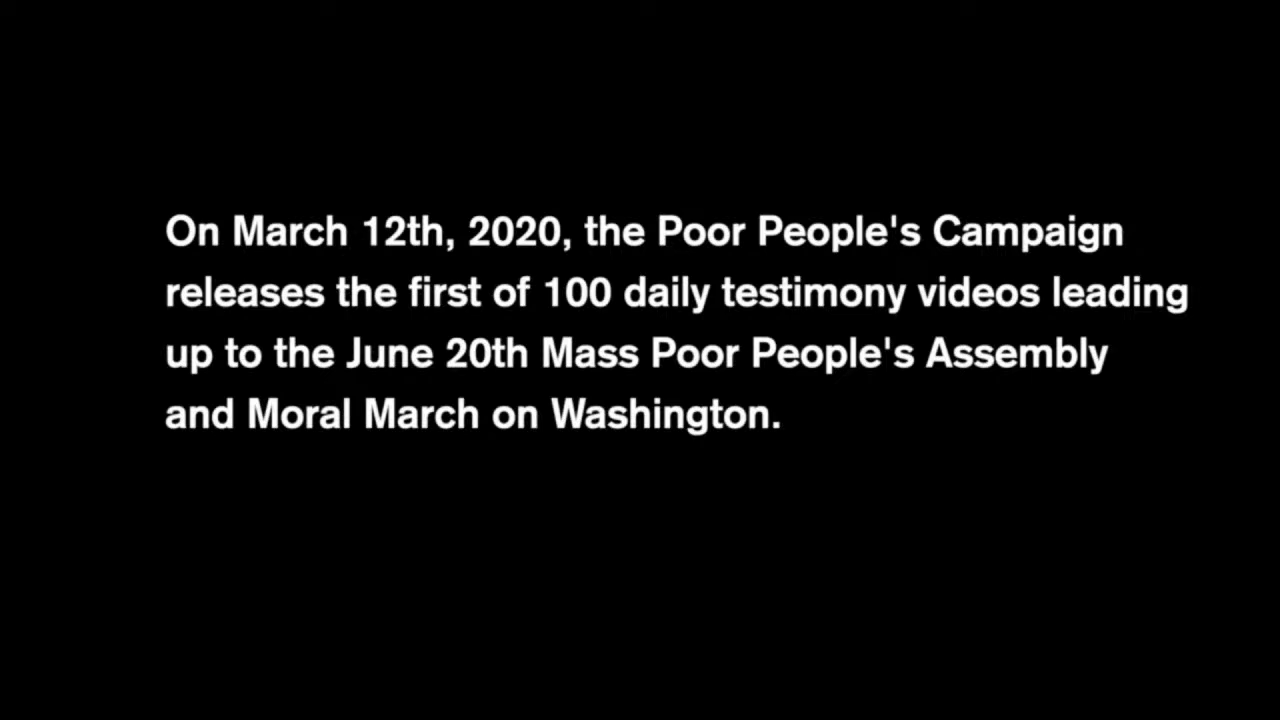 On March 12th, 2020, the Poor People's Campaign
releases the first of 100 daily testimony videos leading
up to the June 20th Mass Poor People's Assembly
and Moral March on Washington.